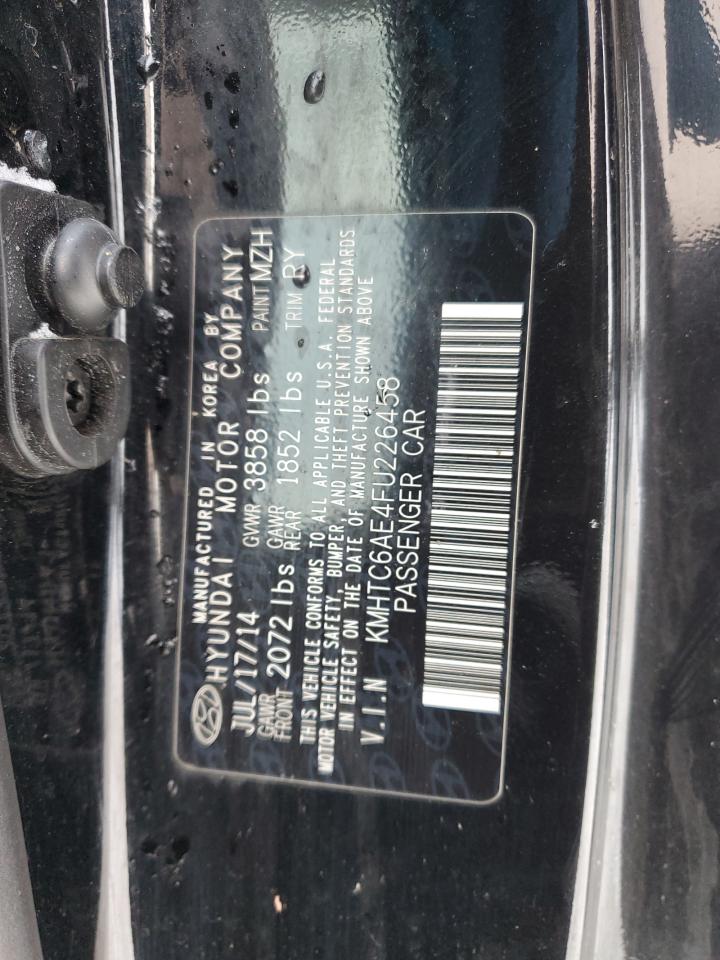 MANUFACTURED IN KOREA BY
HYUNDAI MOTOR COMPANY
JUL/17/14 GVWR 3858 lbs PAINT MZH
GAWR FRONT 2072 lbs GAWR REAR 1852 lbs TRIM RY
THIS VEHICLE CONFORMS TO ALL APPLICABLE U.S.A. FEDERAL
MOTOR VEHICLE SAFETY, BUMPER, AND THEFT PREVENTION STANDARDS
IN EFFECT ON THE DATE OF MANUFACTURE SHOWN ABOVE
V.I.N KMHTC6AE4FU226458
PASSENGER CAR